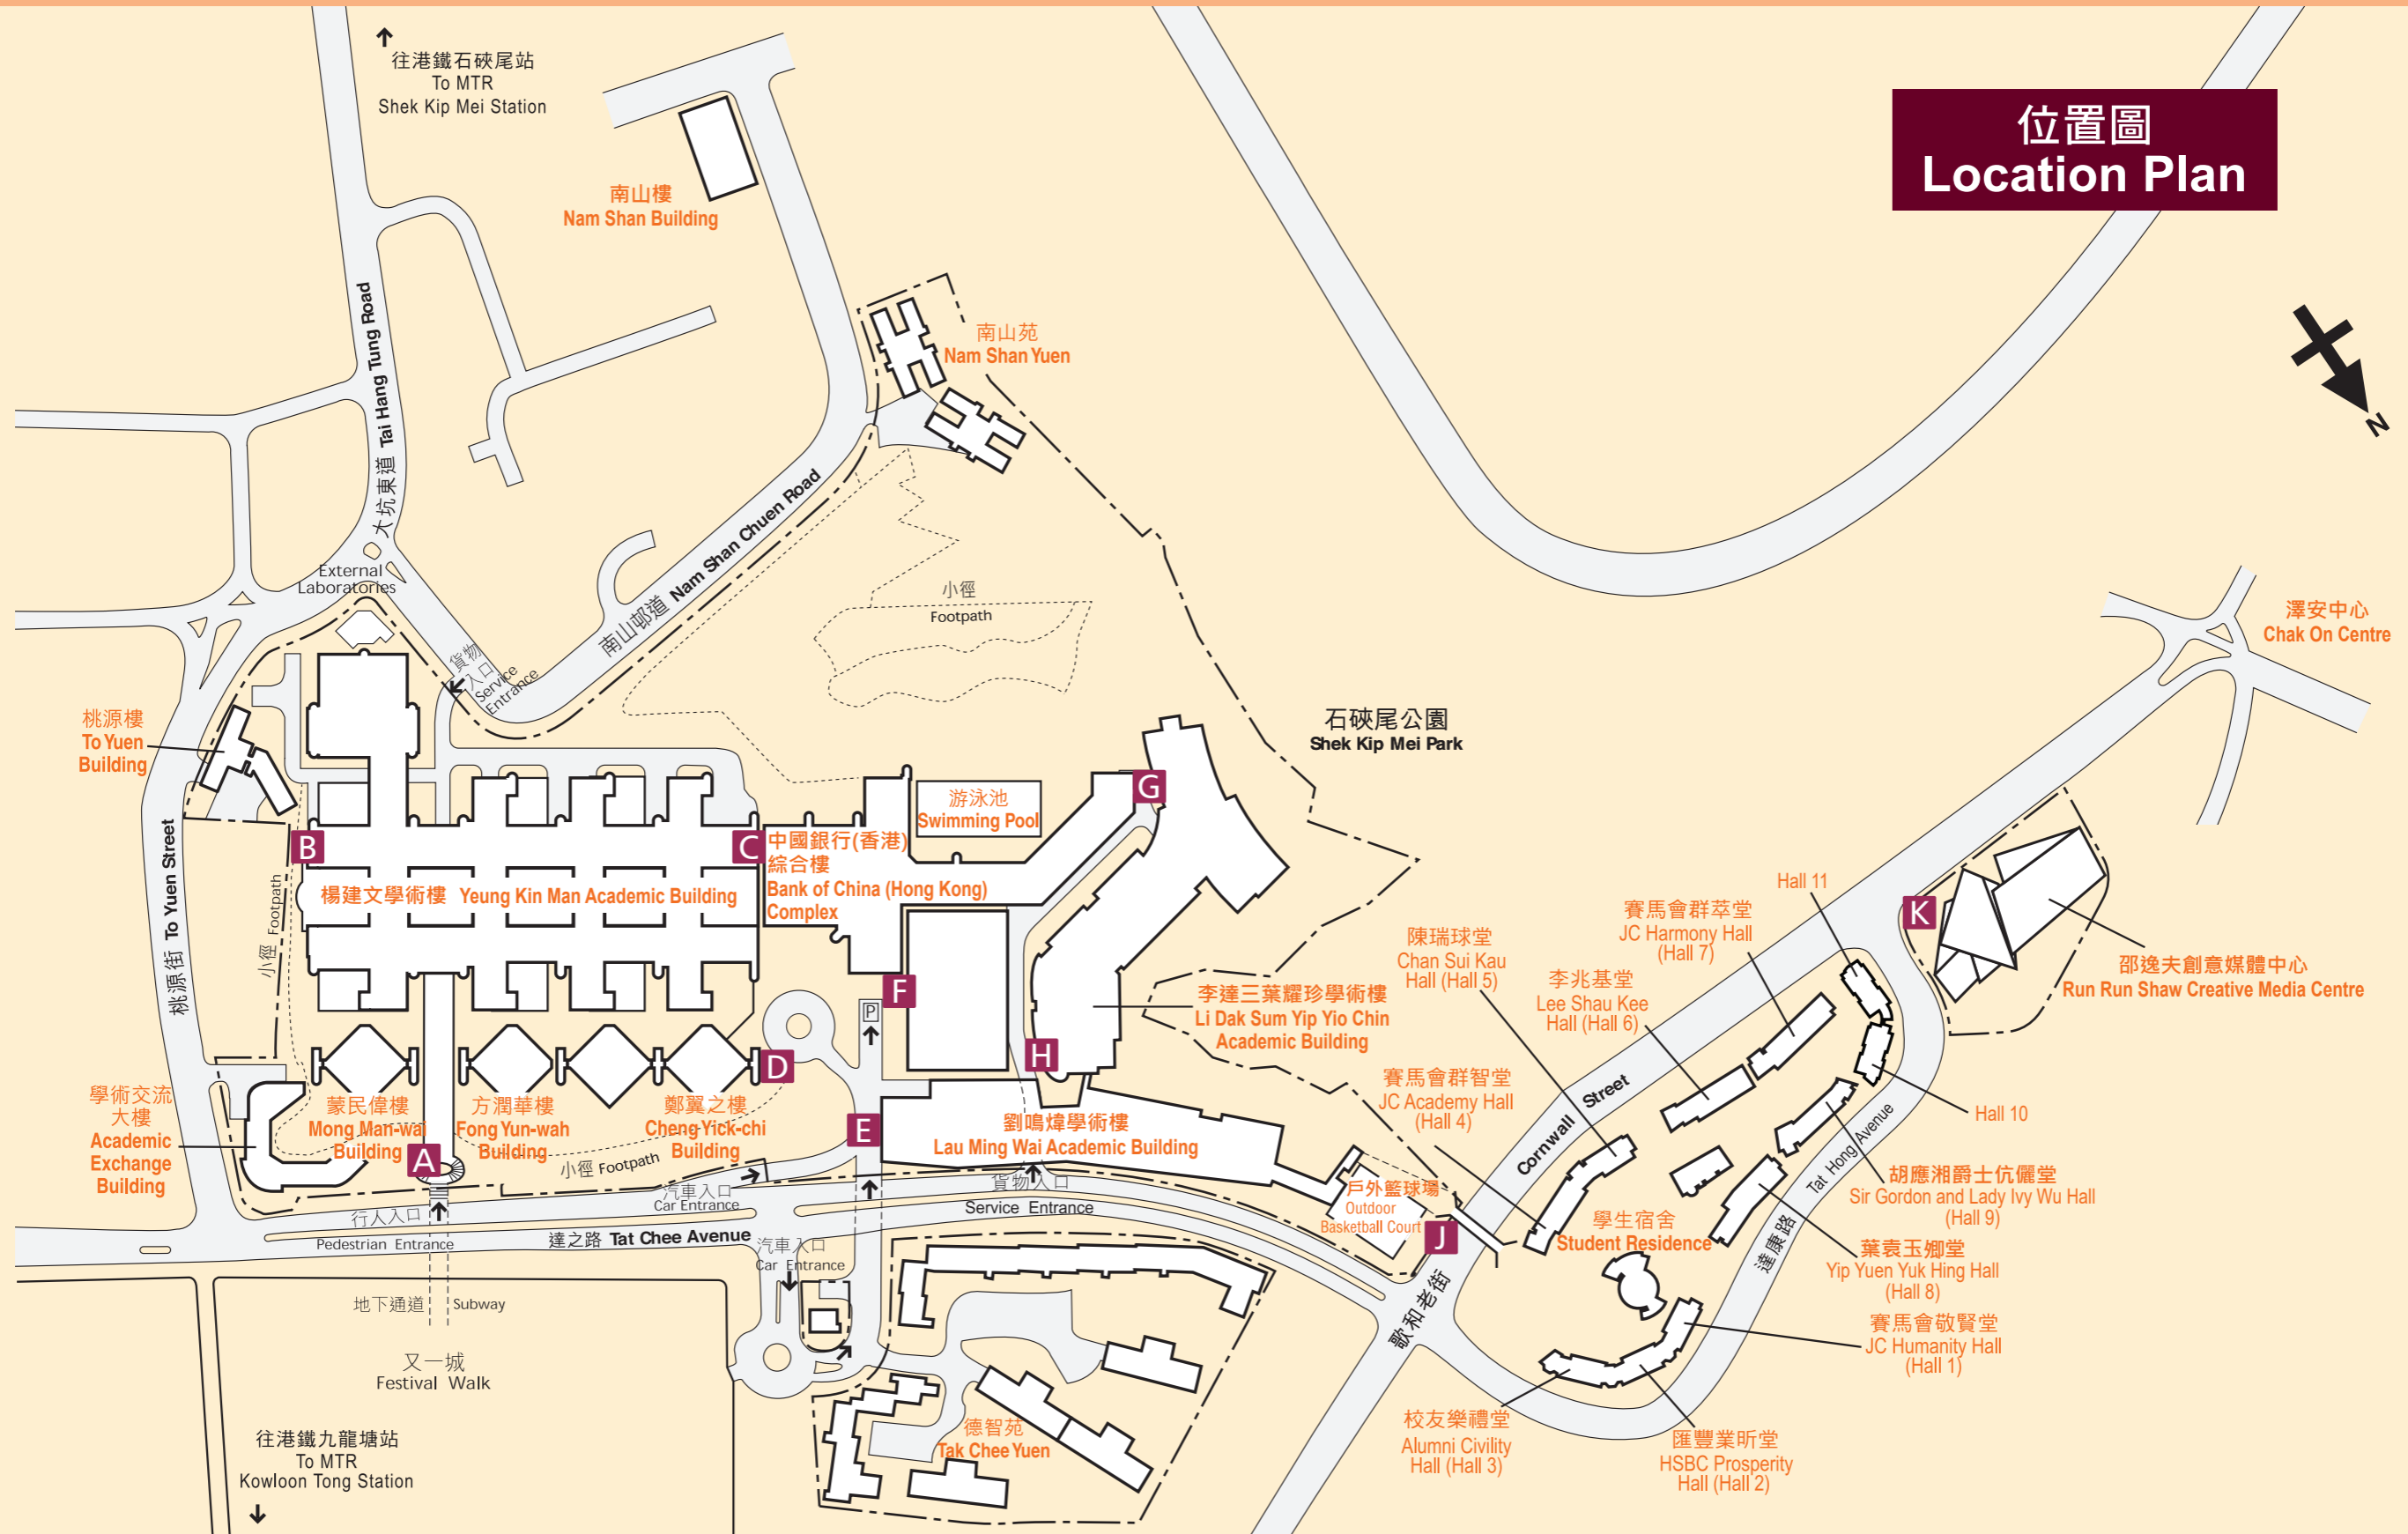 位置圖
Location Plan
往港鐵石硤尾站
To MTR
Shek Kip Mei Station
南山樓
Nam Shan Building
大坑東道 Tai Hang Tung Road
南山苑
Nam Shan Yuen
N
南山邨道 Nam Shan Chuen Road
External
Laboratories
貨物
入口
Service
Entrance
小徑
Footpath
澤安中心
Chak On Centre
石硤尾公園
Shek Kip Mei Park
桃源樓
To Yuen
Building
桃源街 To Yuen Street
小徑 Footpath
B
C
G
游泳池
Swimming Pool
中國銀行(香港)
綜合樓
Bank of China (Hong Kong)
Complex
楊建文學術樓 Yeung Kin Man Academic Building
F
P
李達三葉耀珍學術樓
Li Dak Sum Yip Yio Chin
Academic Building
H
D
K
邵逸夫創意媒體中心
Run Run Shaw Creative Media Centre
Hall 11
賽馬會群萃堂
JC Harmony Hall
(Hall 7)
陳瑞球堂
Chan Sui Kau
Hall (Hall 5)
李兆基堂
Lee Shau Kee
Hall (Hall 6)
賽馬會群智堂
JC Academy Hall
(Hall 4)
Cornwall Street
歌和老街
Hall 10
Tat Hong Avenue
達康路
學術交流
大樓
Academic
Exchange
Building
蒙民偉樓
Mong Man-wai
Building
A
方潤華樓
Fong Yun-wah
Building
鄭翼之樓
Cheng Yick-chi
Building
E
劉鳴煒學術樓
Lau Ming Wai Academic Building
小徑 Footpath
汽車入口
Car Entrance
貨物入口
Service Entrance
戶外籃球場
Outdoor
Basketball Court
J
學生宿舍
Student Residence
胡應湘爵士伉儷堂
Sir Gordon and Lady Ivy Wu Hall
(Hall 9)
葉袁玉卿堂
Yip Yuen Yuk Hing Hall
(Hall 8)
賽馬會敬賢堂
JC Humanity Hall
(Hall 1)
行人入口
Pedestrian Entrance
達之路 Tat Chee Avenue
汽車入口
Car Entrance
地下通道
Subway
又一城
Festival Walk
往港鐵九龍塘站
To MTR
Kowloon Tong Station
德智苑
Tak Chee Yuen
校友樂禮堂
Alumni Civility
Hall (Hall 3)
匯豐業昕堂
HSBC Prosperity
Hall (Hall 2)